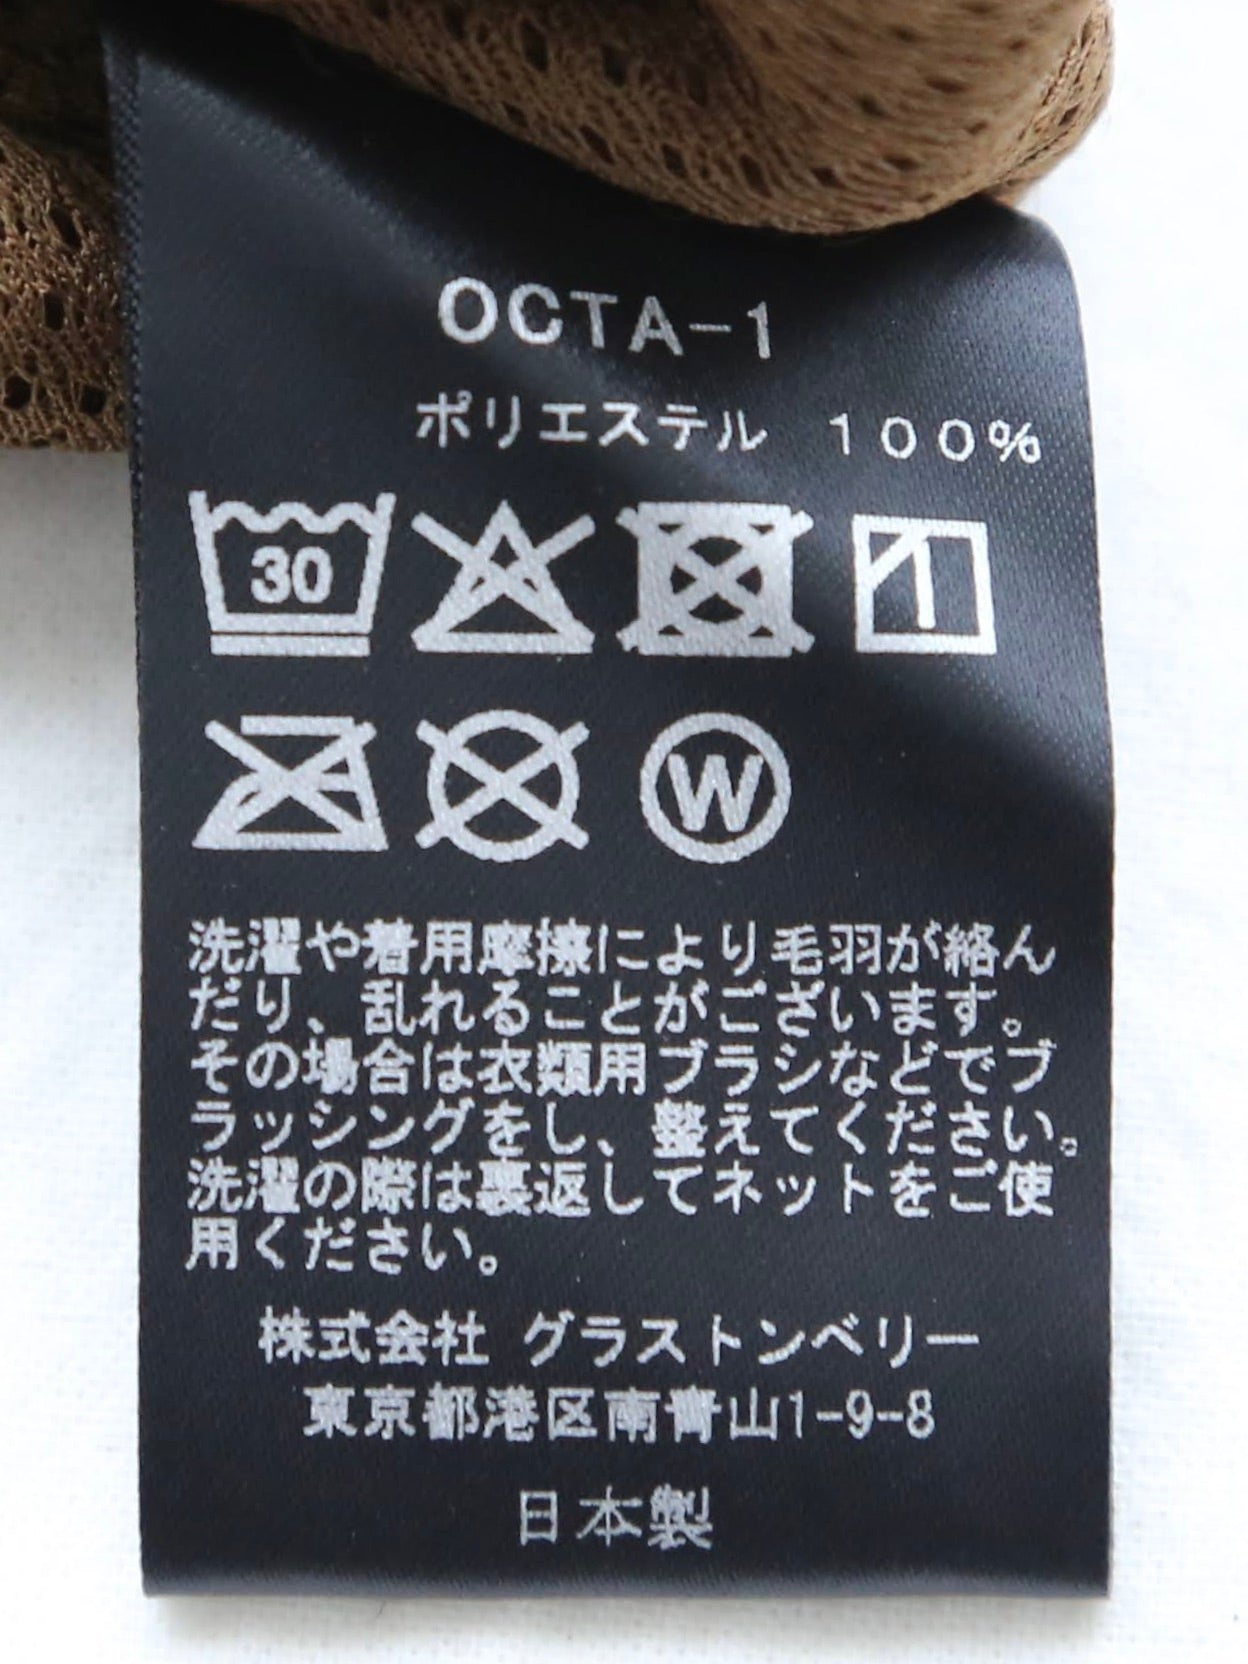 OCTA-1
ポリエステル 100%
30
W
洗濯や着用摩擦により毛羽が絡ん
だり、乱れることがございます。
その場合は衣類用ブラシなどでブ
ラッシングをし、整えてください。
洗濯の際は裏返してネットをご使
用ください。
株式会社 グラストンベリー
東京都港区南青山1-9-8
日本製